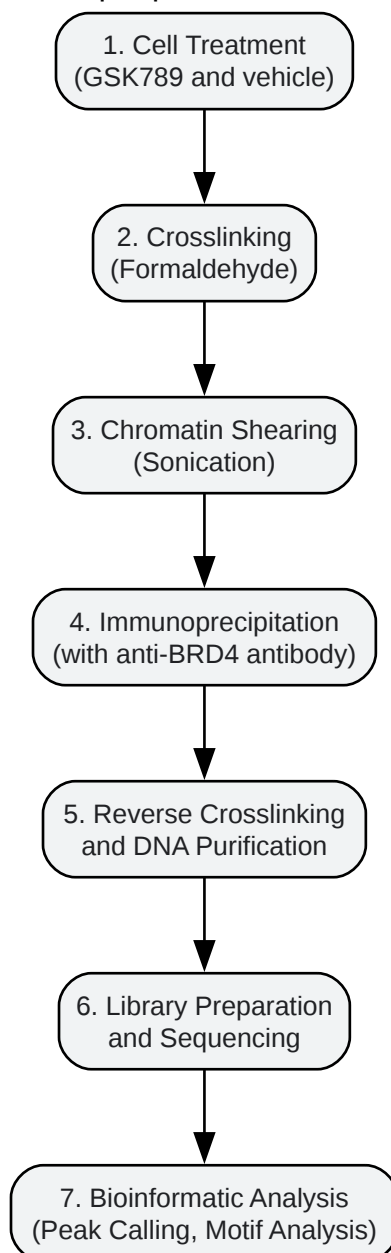 1. Cell Treatment
(GSK789 and vehicle)
2. Crosslinking
(Formaldehyde)
3. Chromatin Shearing
(Sonication)
4. Immunoprecipitation
(with anti-BRD4 antibody)
5. Reverse Crosslinking
and DNA Purification
6. Library Preparation
and Sequencing
7. Bioinformatic Analysis
(Peak Calling, Motif Analysis)